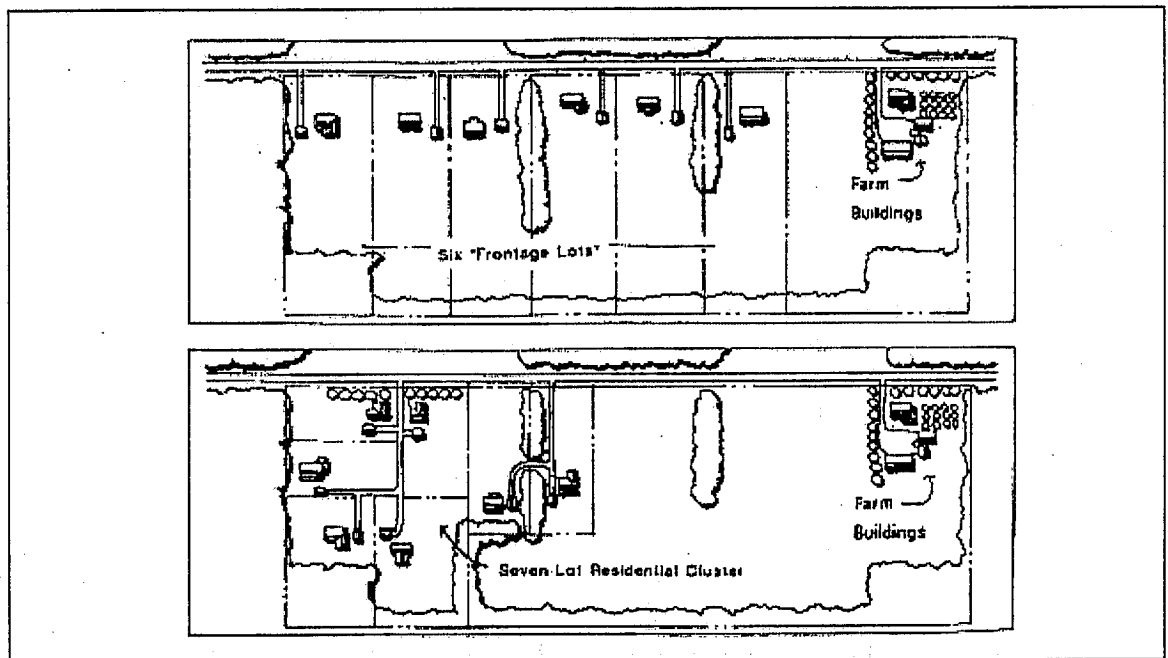 Farm
Buildings
Six "Frontage Lots"
Farm
Buildings
Seven-Lot Residential Cluster